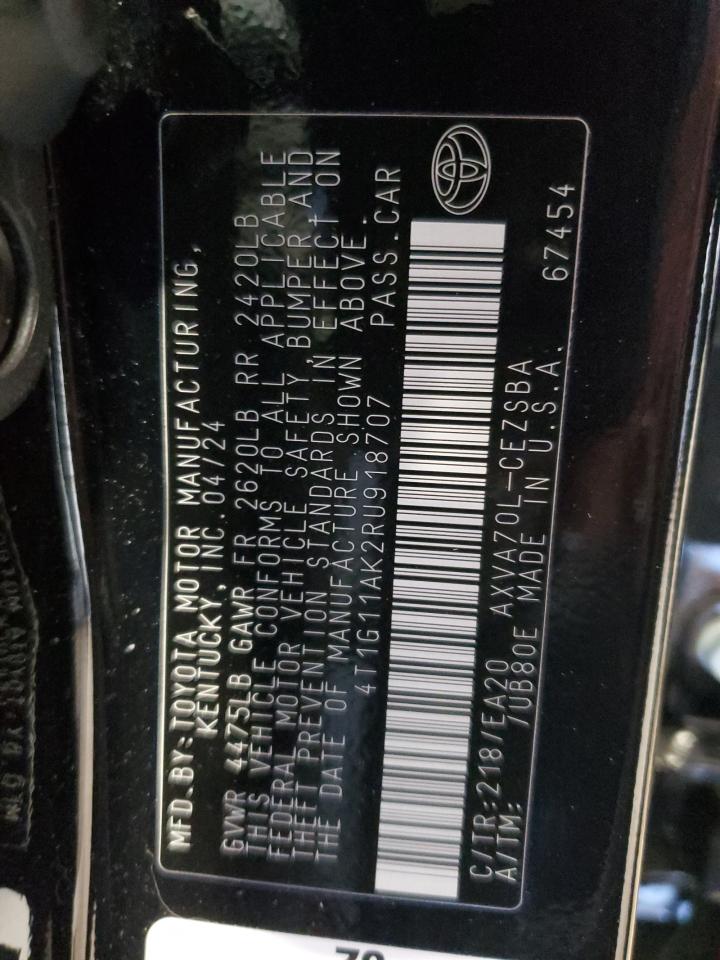 MFD.BY:TOYOTA MOTOR MANUFACTURING,
KENTUCKY, INC. 04/24
GVWR 4475LB GAWR FR 2620LB RR 2420LB
THIS VEHICLE CONFORMS TO ALL APPLICABLE
FEDERAL MOTOR VEHICLE SAFETY, BUMPER, AND
THEFT PREVENTION STANDARDS IN EFFECT ON
THE DATE OF MANUFACTURE SHOWN ABOVE.
4T1G11AK2RU918707 PASS.CAR
C/TR:218/EA20 AXVA70L-CEZSBA
A/TM: /UB80E MADE IN U.S.A. 67454